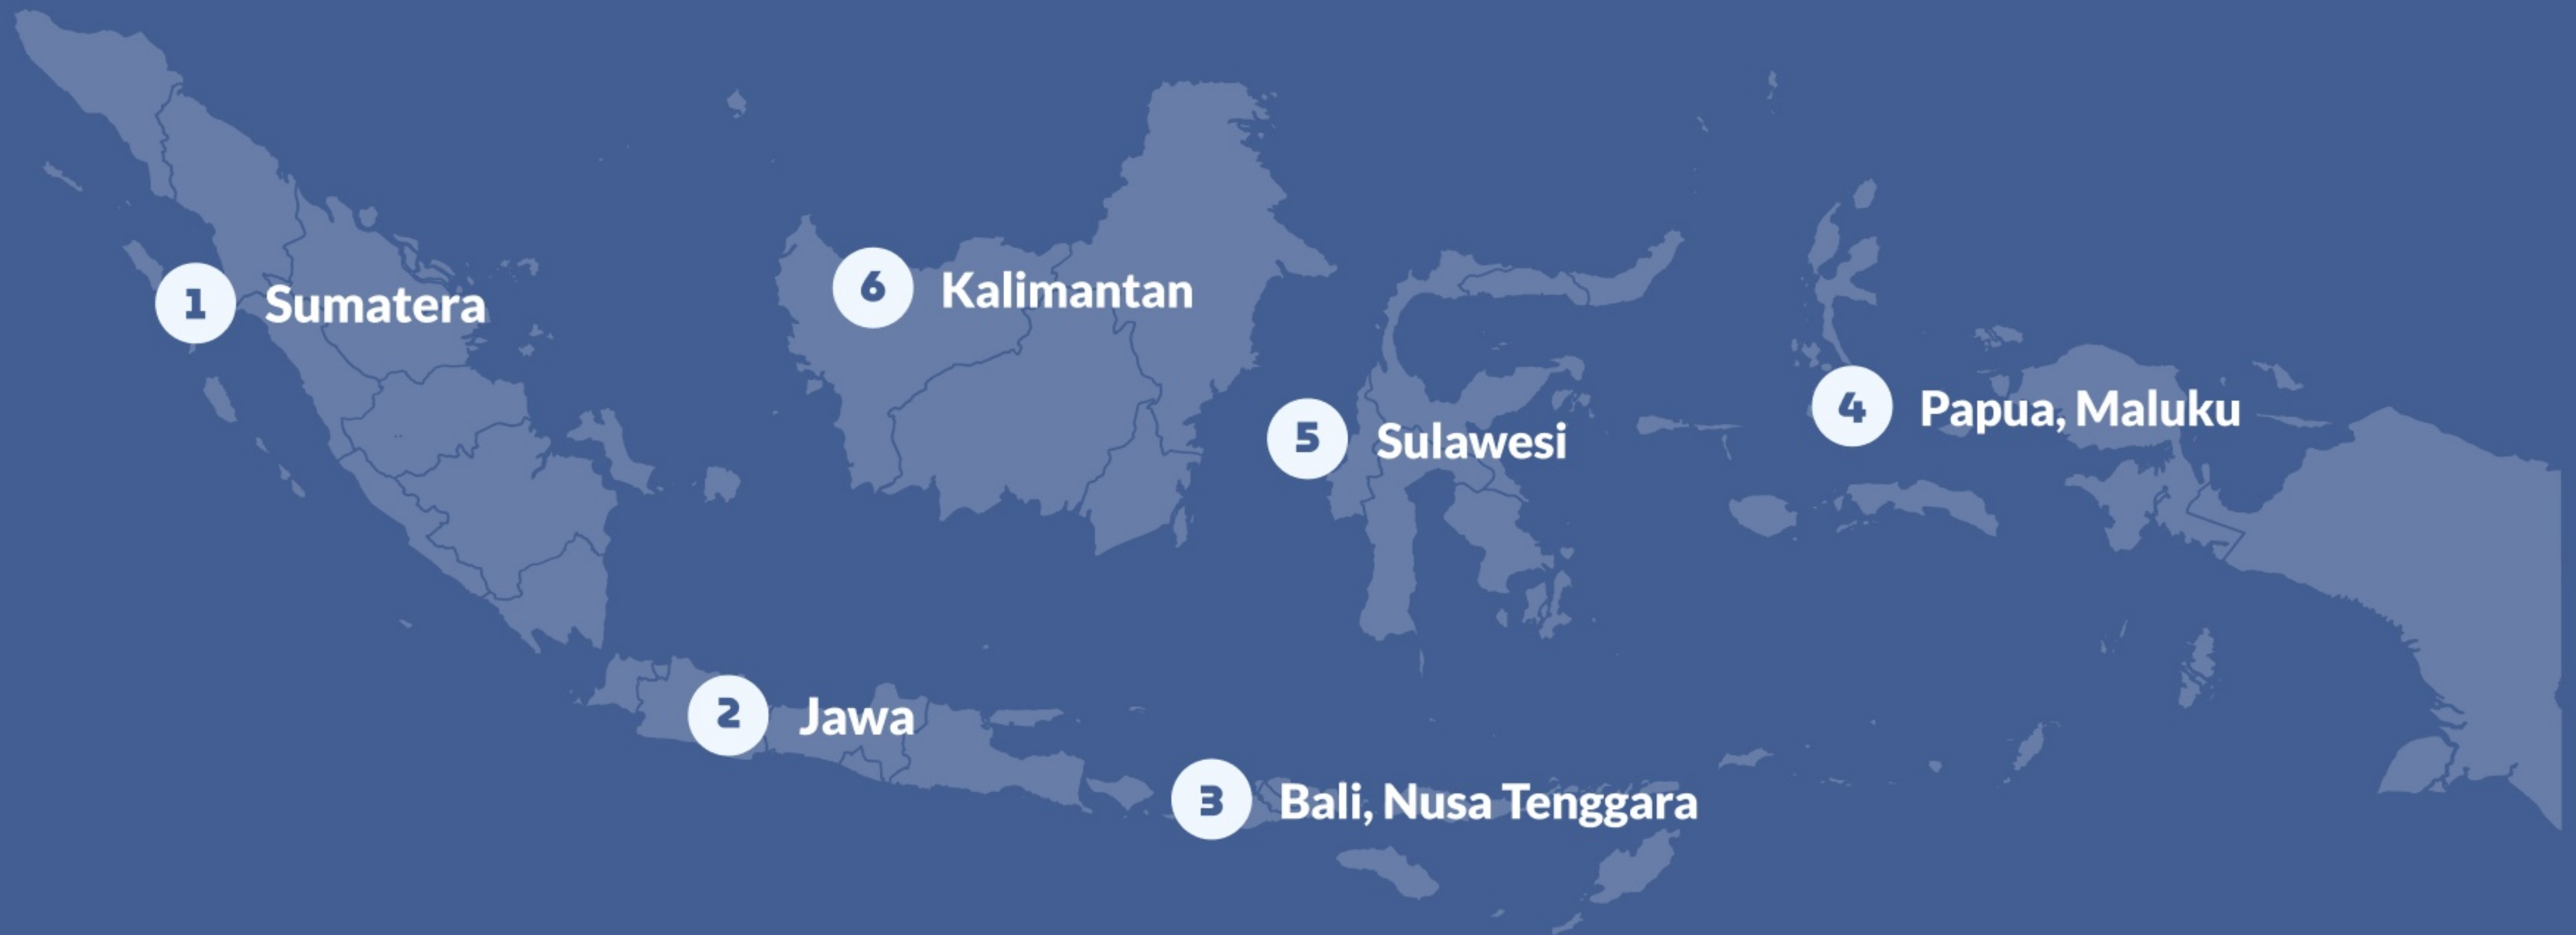 1 Sumatera
2 Jawa
3 Bali, Nusa Tenggara
4 Papua, Maluku
5 Sulawesi
6 Kalimantan